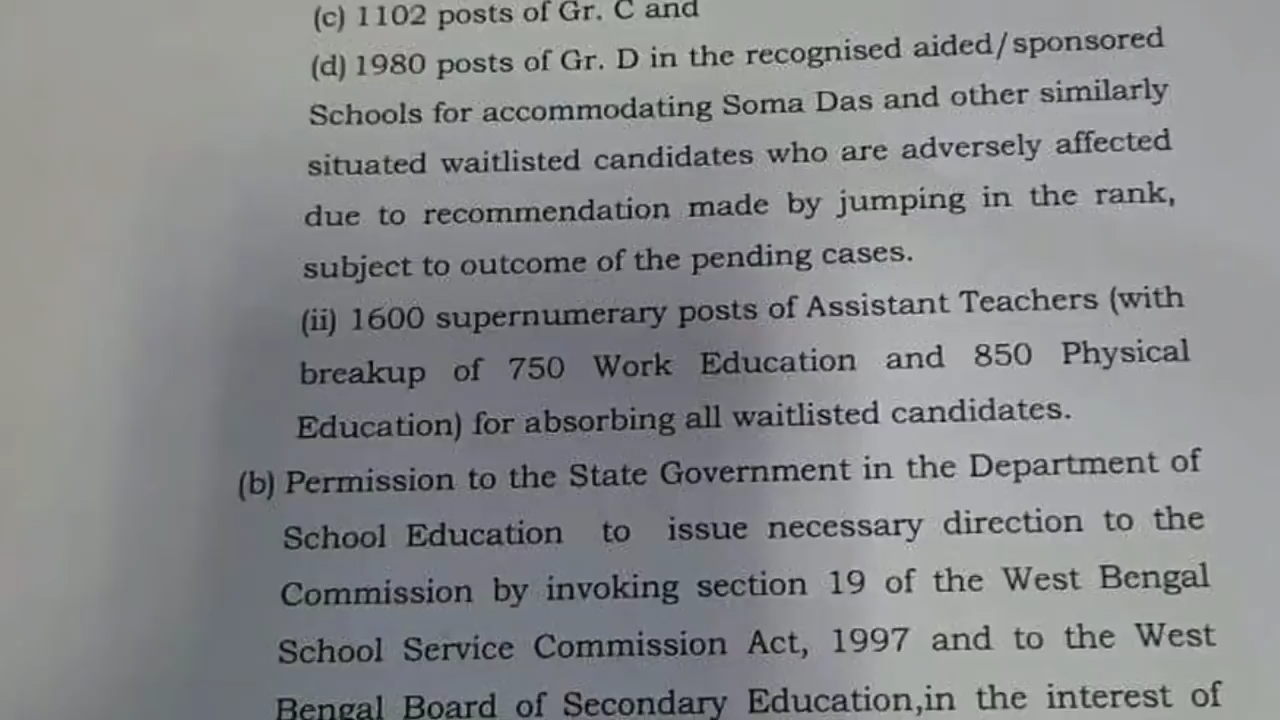 (c) 1102 posts of Gr. C and
(d) 1980 posts of Gr. D in the recognised aided/sponsored
Schools for accommodating Soma Das and other similarly
situated waitlisted candidates who are adversely affected
due to recommendation made by jumping in the rank,
subject to outcome of the pending cases.
(ii) 1600 supernumerary posts of Assistant Teachers (with
breakup of 750 Work Education and 850 Physical
Education) for absorbing all waitlisted candidates.
(b) Permission to the State Government in the Department of
School Education to issue necessary direction to the
Commission by invoking section 19 of the West Bengal
School Service Commission Act, 1997 and to the West
Bengal Board of Secondary Education,in the interest of